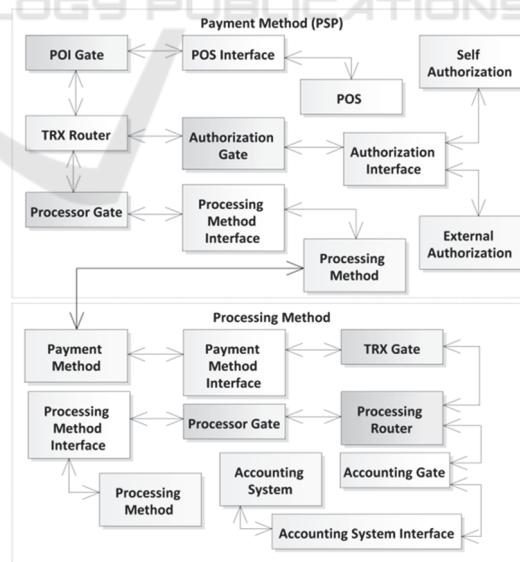 LOGY PUBLICATIONS
Payment Method (PSP)
POI Gate
POS Interface
Self
Authorization
POS
TRX Router
Authorization
Gate
Authorization
Interface
Processor Gate
Processing
Method
Interface
External
Authorization
Processing
Method
Processing Method
Payment
Method
Payment
Method
Interface
TRX Gate
Processing
Method
Interface
Processor Gate
Processing
Router
Accounting
System
Accounting Gate
Processing
Method
Accounting System Interface